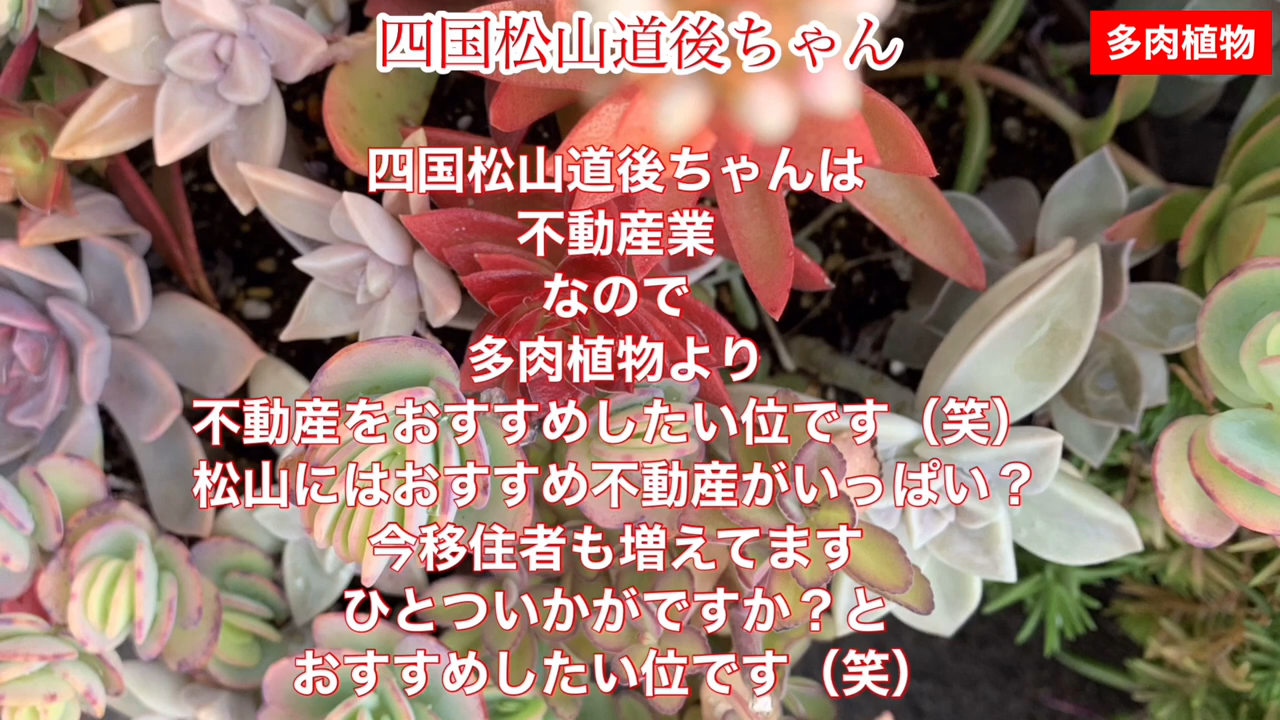 四国松山道後ちゃん
多肉植物
四国松山道後ちゃんは
不動産業
なので
多肉植物より
不動産をおすすめしたい位です（笑）
松山にはおすすめ不動産がいっぱい？
今移住者も増えてます
ひとついかがですか？と
おすすめしたい位です（笑）